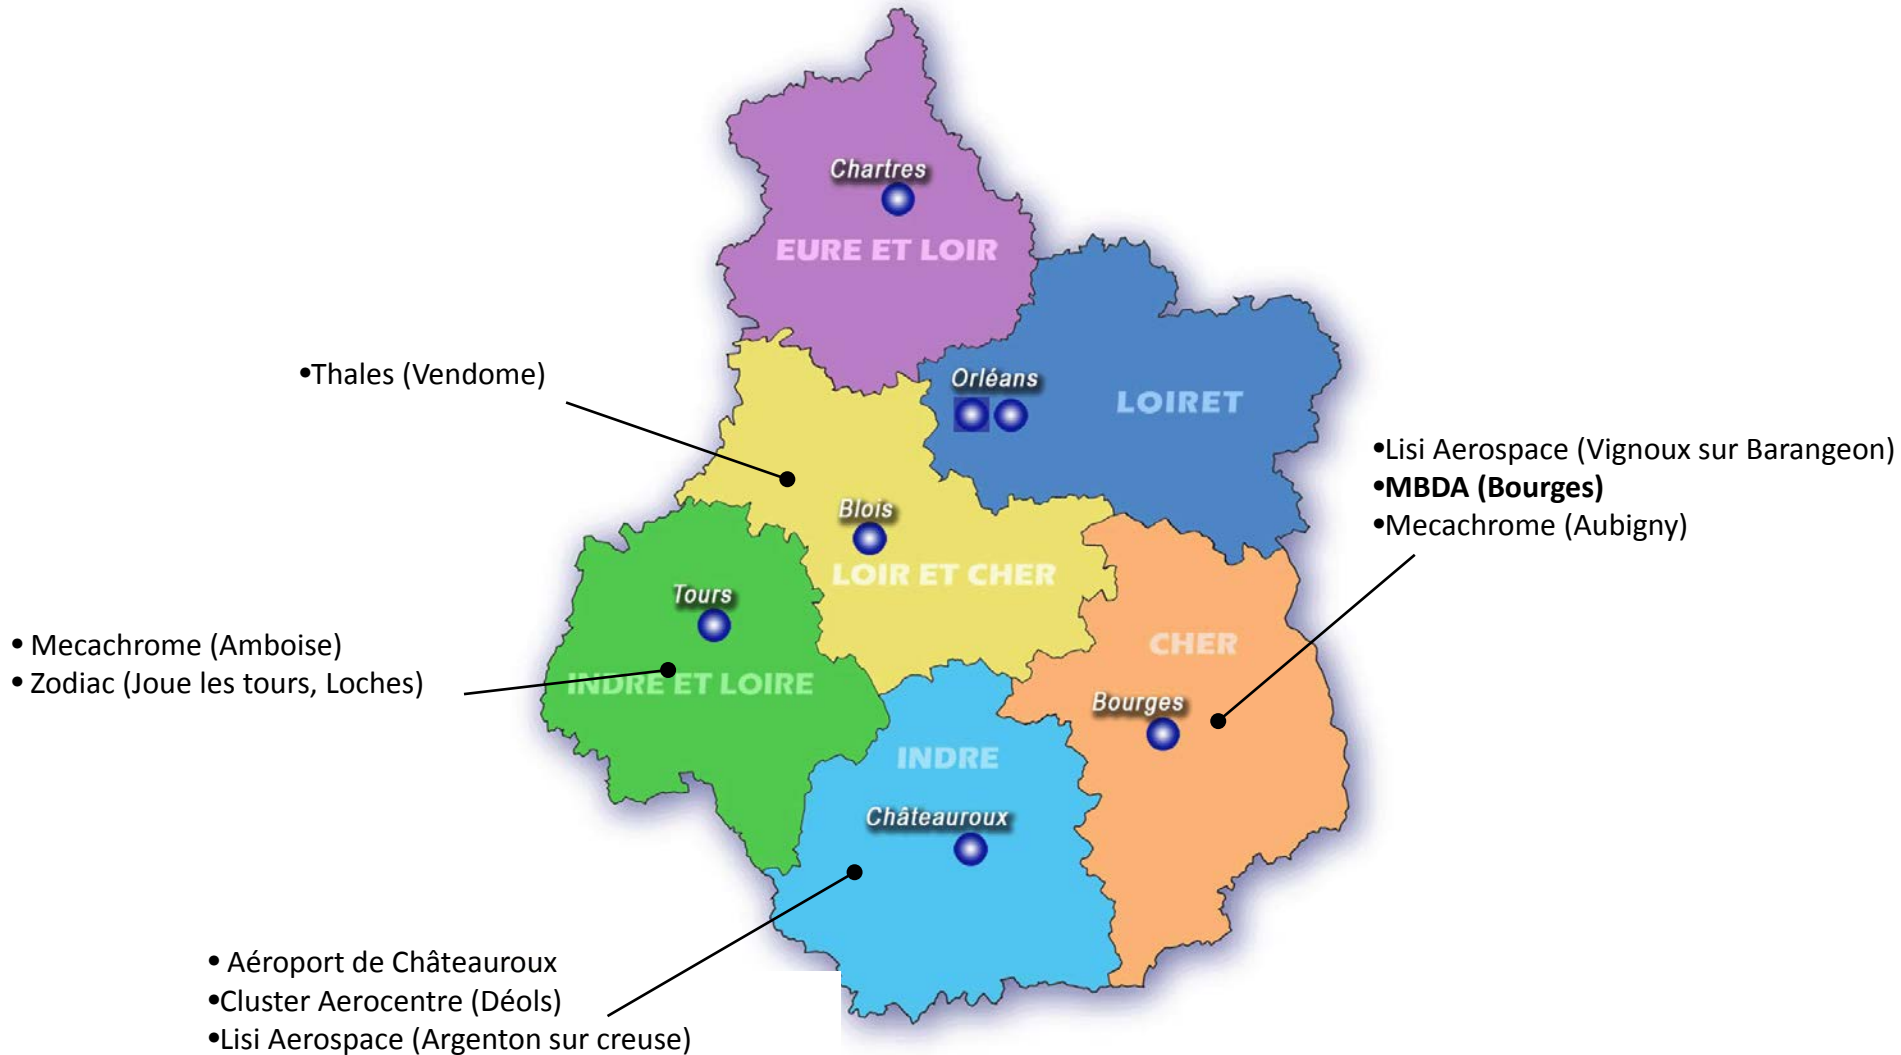 Chartres
EURE ET LOIR
•Thales (Vendome)
Orléans
LOIRET
•Lisi Aerospace (Vignoux sur Barangeon)
•MBDA (Bourges)
•Mecachrome (Aubigny)
Blois
LOIR ET CHER
Tours
INDRE ET LOIRE
• Mecachrome (Amboise)
• Zodiac (Joue les tours, Loches)
CHER
Bourges
INDRE
Châteauroux
• Aéroport de Châteauroux
•Cluster Aerocentre (Déols)
•Lisi Aerospace (Argenton sur creuse)